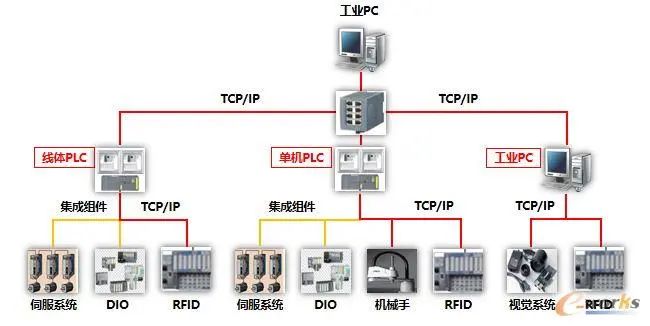 工业PC
TCP/IP
TCP/IP
TCP/IP
线体PLC
单机PLC
工业PC
集成组件
TCP/IP
集成组件
TCP/IP
TCP/IP
伺服系统
DIO
RFID
伺服系统
DIO
机械手
RFID
视觉系统
RFID
e-works